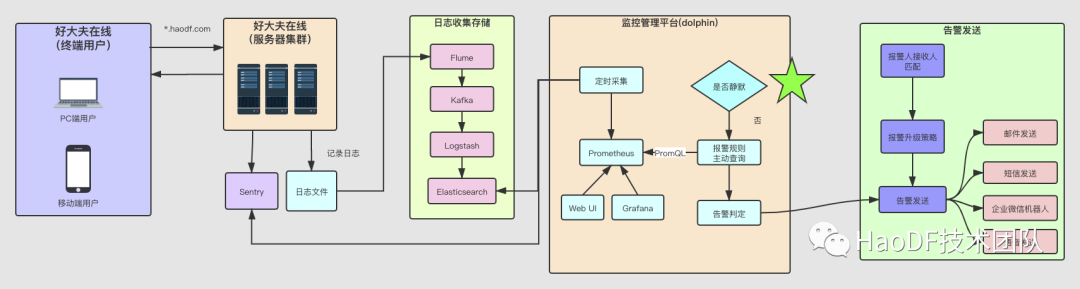 好大夫在线
(终端用户)
PC端用户
移动端用户
*.haodf.com
好大夫在线
(服务器集群)
记录日志
Sentry
日志文件
日志收集存储
Flume
Kafka
Logstash
Elasticsearch
监控管理平台(dolphin)
定时采集
是否静默
否
Prometheus
PromQL
报警规则
主动查询
Web UI
Grafana
告警判定
告警发送
报警人接收人
匹配
报警升级策略
告警发送
邮件发送
短信发送
企业微信机器人
HaoDF技术团队